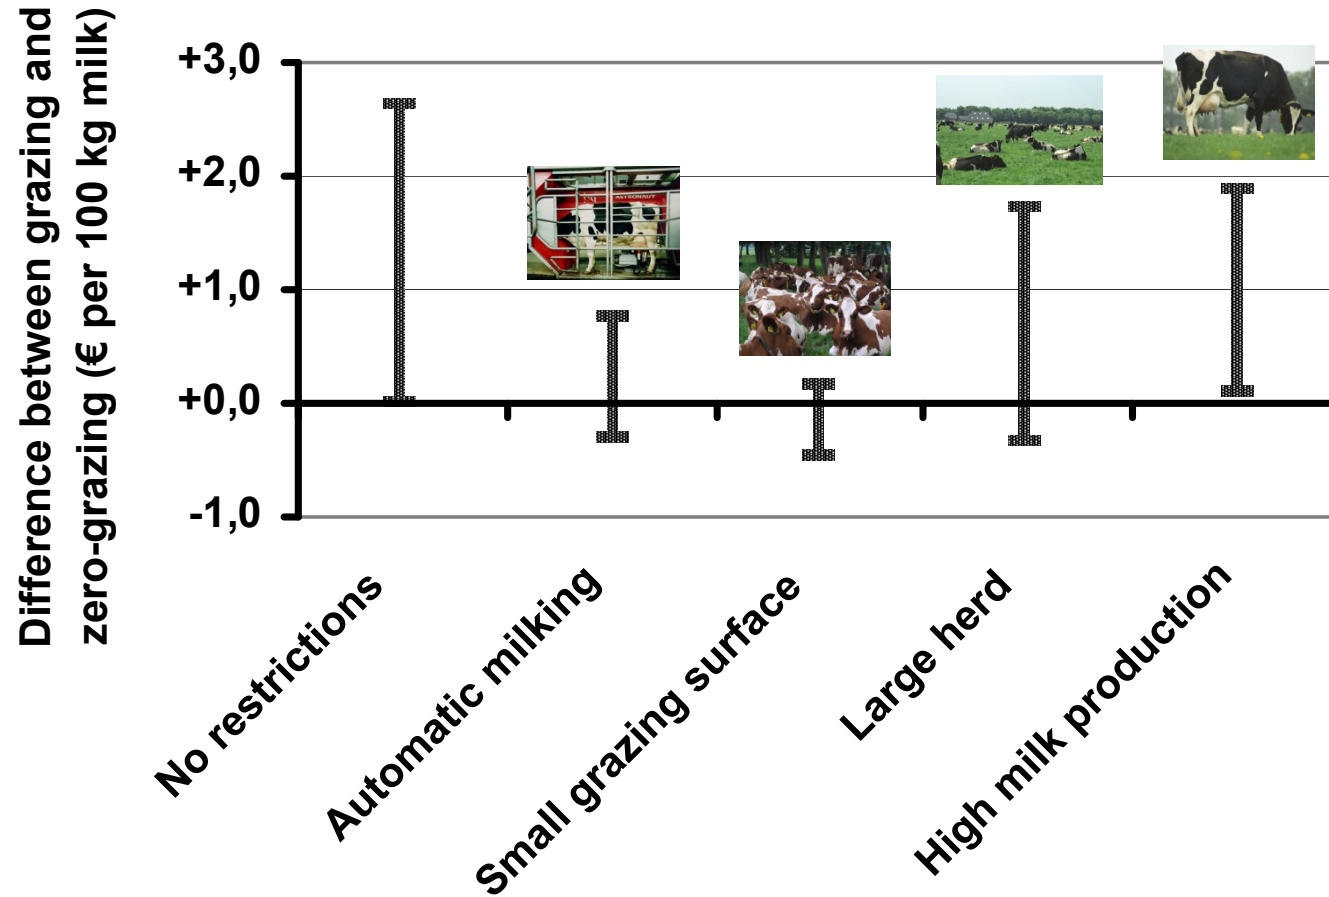 Difference between grazing and
zero-grazing (€ per 100 kg milk)
+3,0
+2,0
+1,0
+0,0
-1,0
ASTRONAUT
No restrictions
Automatic milking
Small grazing surface
Large herd
High milk production